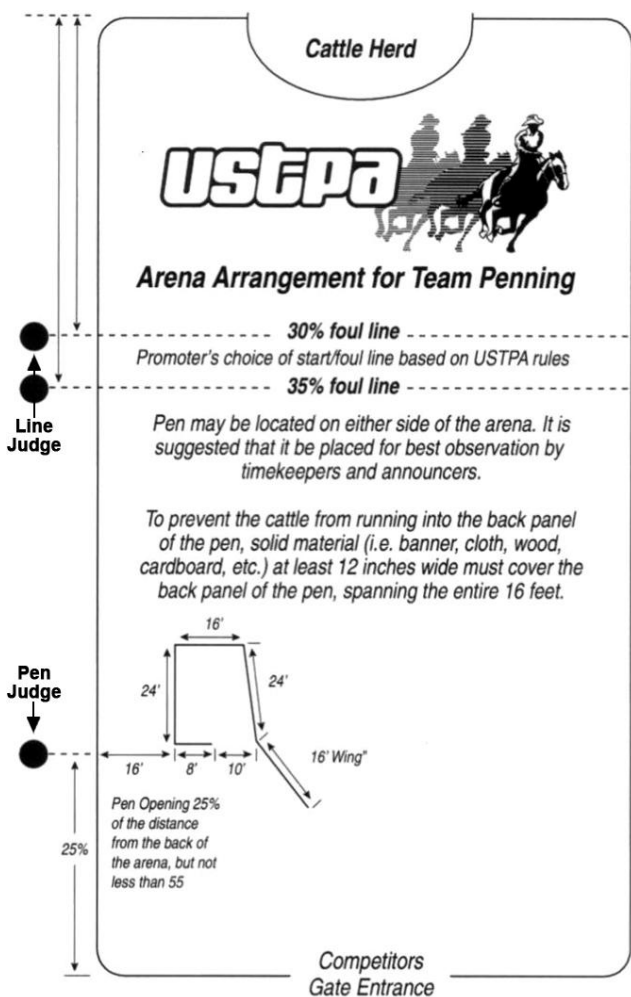 Cattle Herd
ustpa
Arena Arrangement for Team Penning
30% foul line
Promoter's choice of start/foul line based on USTPA rules
35% foul line
Line
Judge
Pen may be located on either side of the arena. It is
suggested that it be placed for best observation by
timekeepers and announcers.
To prevent the cattle from running into the back panel
of the pen, solid material (i.e. banner, cloth, wood,
cardboard, etc.) at least 12 inches wide must cover the
back panel of the pen, spanning the entire 16 feet.
16'
Pen
Judge
24'
24'
16'
8'
10'
16' Wing"
Pen Opening 25%
of the distance
from the back of
the arena, but not
less than 55
25%
Competitors
Gate Entrance